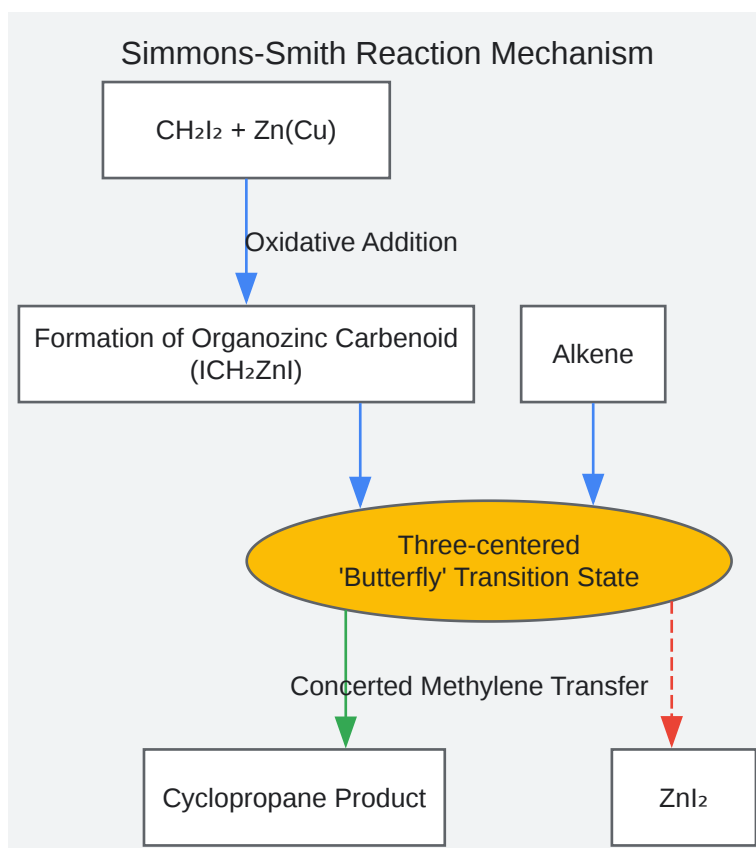 Simmons-Smith Reaction Mechanism
CH₂I₂ + Zn(Cu)
Oxidative Addition
Formation of Organozinc Carbenoid
(ICH₂ZnI)
Alkene
Three-centered
'Butterfly' Transition State
Concerted Methylene Transfer
Cyclopropane Product
ZnI₂